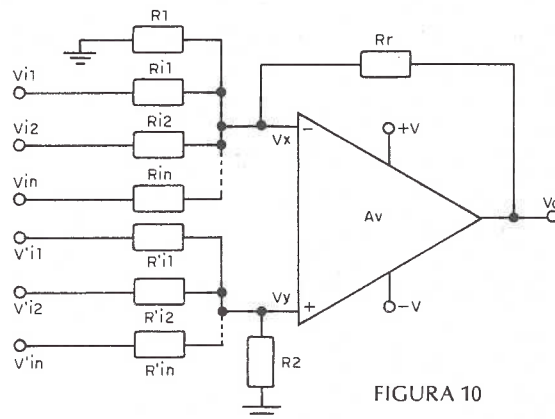 R1
Vi1
Ri1
Rr
Vi2
Ri2
Vx
−
+V
Vin
Rin
Av
Vo
V'i1
R'i1
V'i2
R'i2
Vy
+
−V
V'in
R'in
R2
FIGURA 10